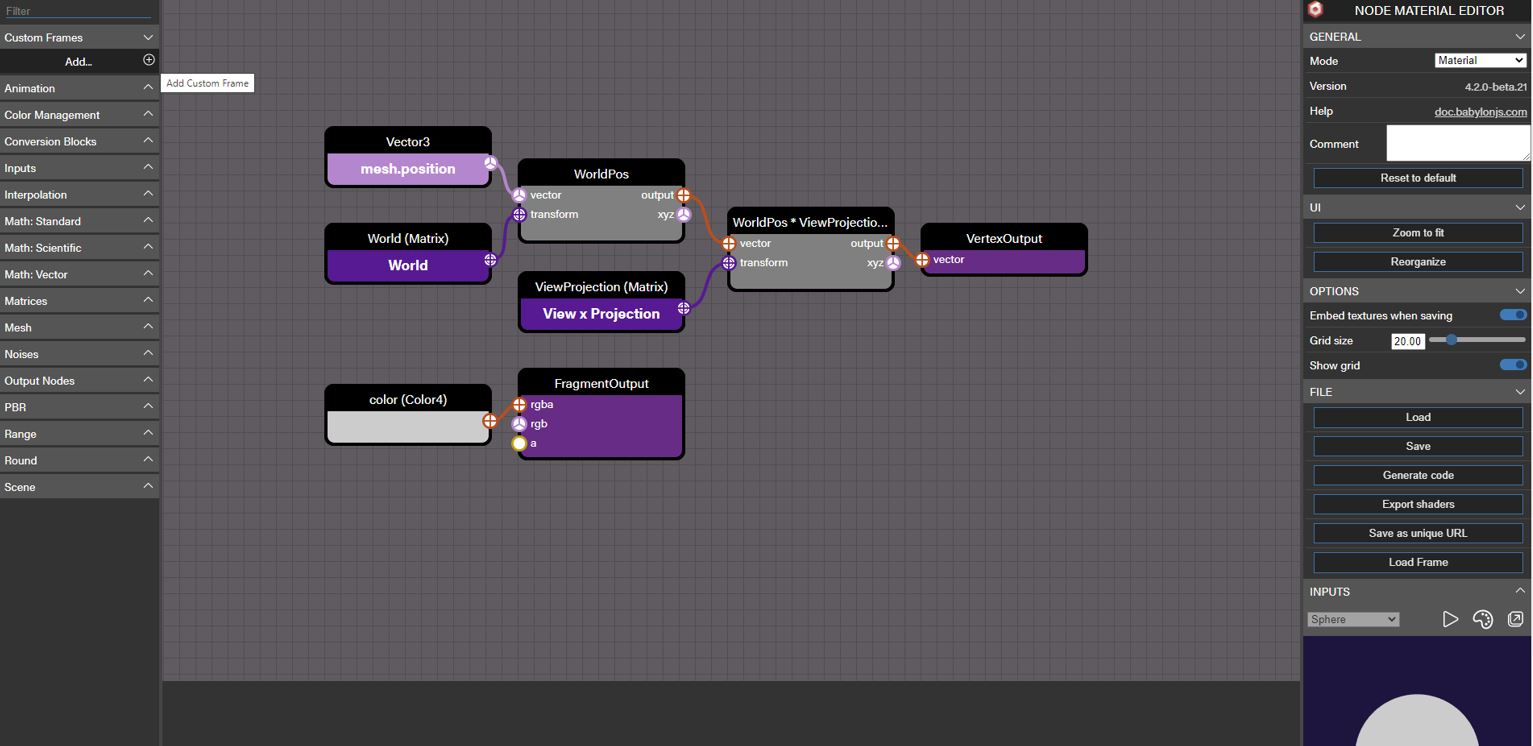 Filter
Custom Frames
Add...
Add Custom Frame
Animation
Color Management
Conversion Blocks
Inputs
Interpolation
Math: Standard
Math: Scientific
Math: Vector
Matrices
Mesh
Noises
Output Nodes
PBR
Range
Round
Scene
Vector3
mesh.position
World (Matrix)
World
WorldPos
vector output
transform xyz
ViewProjection (Matrix)
View x Projection
WorldPos * ViewProjectio...
vector output
transform xyz
VertexOutput
vector
color (Color4)
FragmentOutput
rgba
rgb
a
NODE MATERIAL EDITOR
GENERAL
Mode Material
Version 4.2.0-beta.21
Help doc.babylonjs.com
Comment
Reset to default
UI
Zoom to fit
Reorganize
OPTIONS
Embed textures when saving
Grid size 20.00
Show grid
FILE
Load
Save
Generate code
Export shaders
Save as unique URL
Load Frame
INPUTS
Sphere